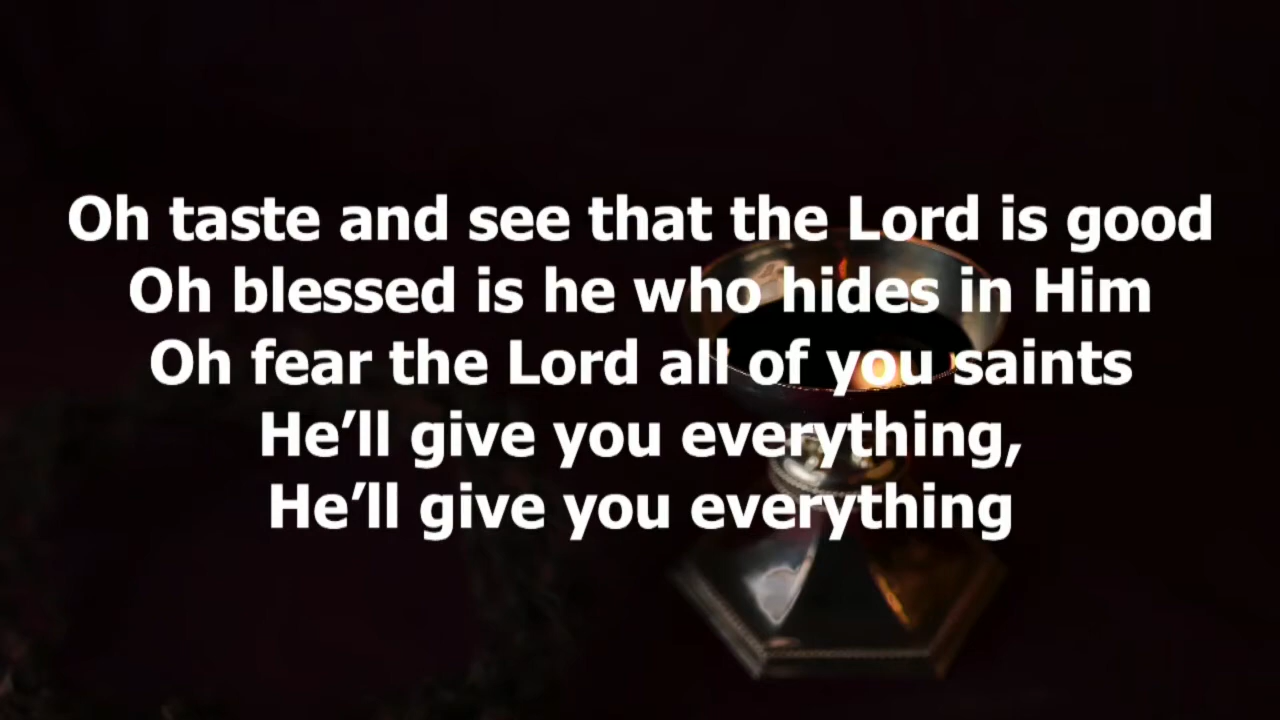 Oh taste and see that the Lord is good
Oh blessed is he who hides in Him
Oh fear the Lord all of you saints
He’ll give you everything,
He’ll give you everything